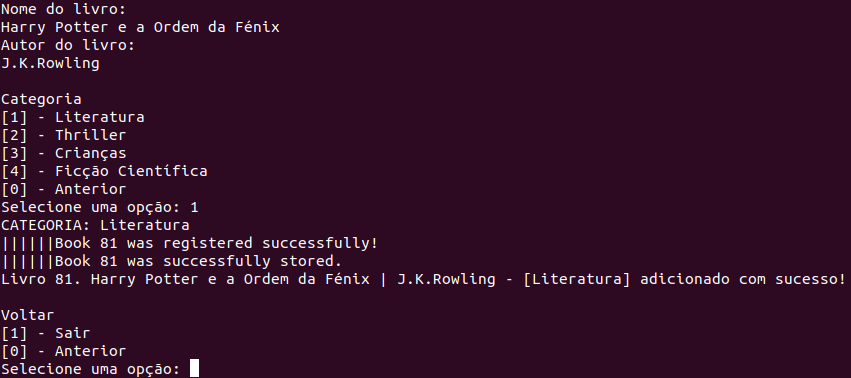 Nome do livro:
Harry Potter e a Ordem da Fénix
Autor do livro:
J.K.Rowling
Categoria
[1] - Literatura
[2] - Thriller
[3] - Crianças
[4] - Ficção Científica
[0] - Anterior
Selecione uma opção: 1
CATEGORIA: Literatura
||||||Book 81 was registered successfully!
||||||Book 81 was successfully stored.
Livro 81. Harry Potter e a Ordem da Fénix | J.K.Rowling - [Literatura] adicionado com sucesso!
Voltar
[1] - Sair
[0] - Anterior
Selecione uma opção: